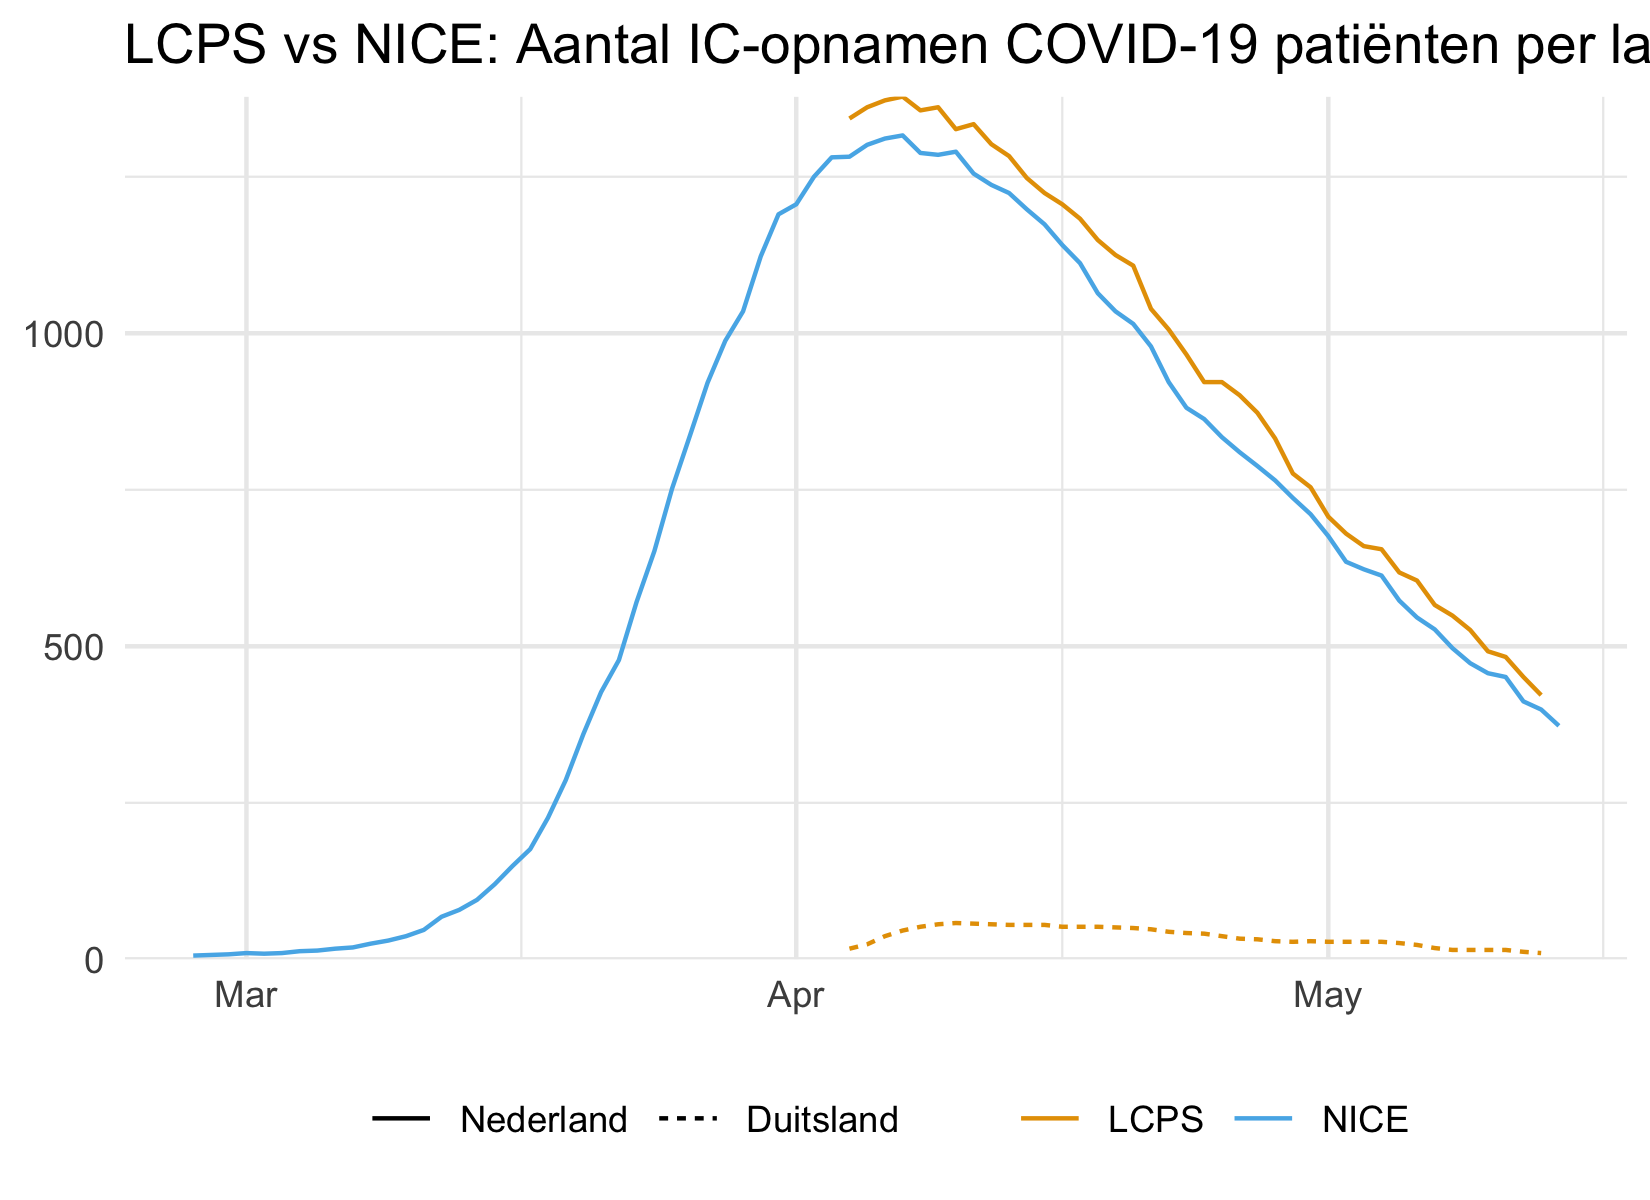 LCPS vs NICE: Aantal IC-opnamen COVID-19 patiënten per la
1000
500
0
Mar Apr May
Nederland Duitsland LCPS NICE